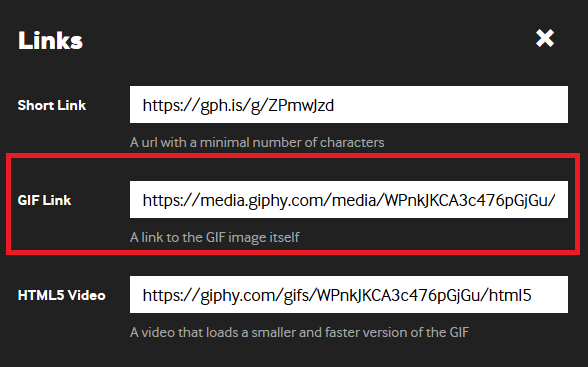 Links
Short Link
https://gph.is/g/ZPmwJzd
A url with a minimal number of characters
GIF Link
https://media.giphy.com/media/WPnkJKCA3c476pGjGu/
A link to the GIF image itself
HTML5 Video
https://giphy.com/gifs/WPnkJKCA3c476pGjGu/html5
A video that loads a smaller and faster version of the GIF